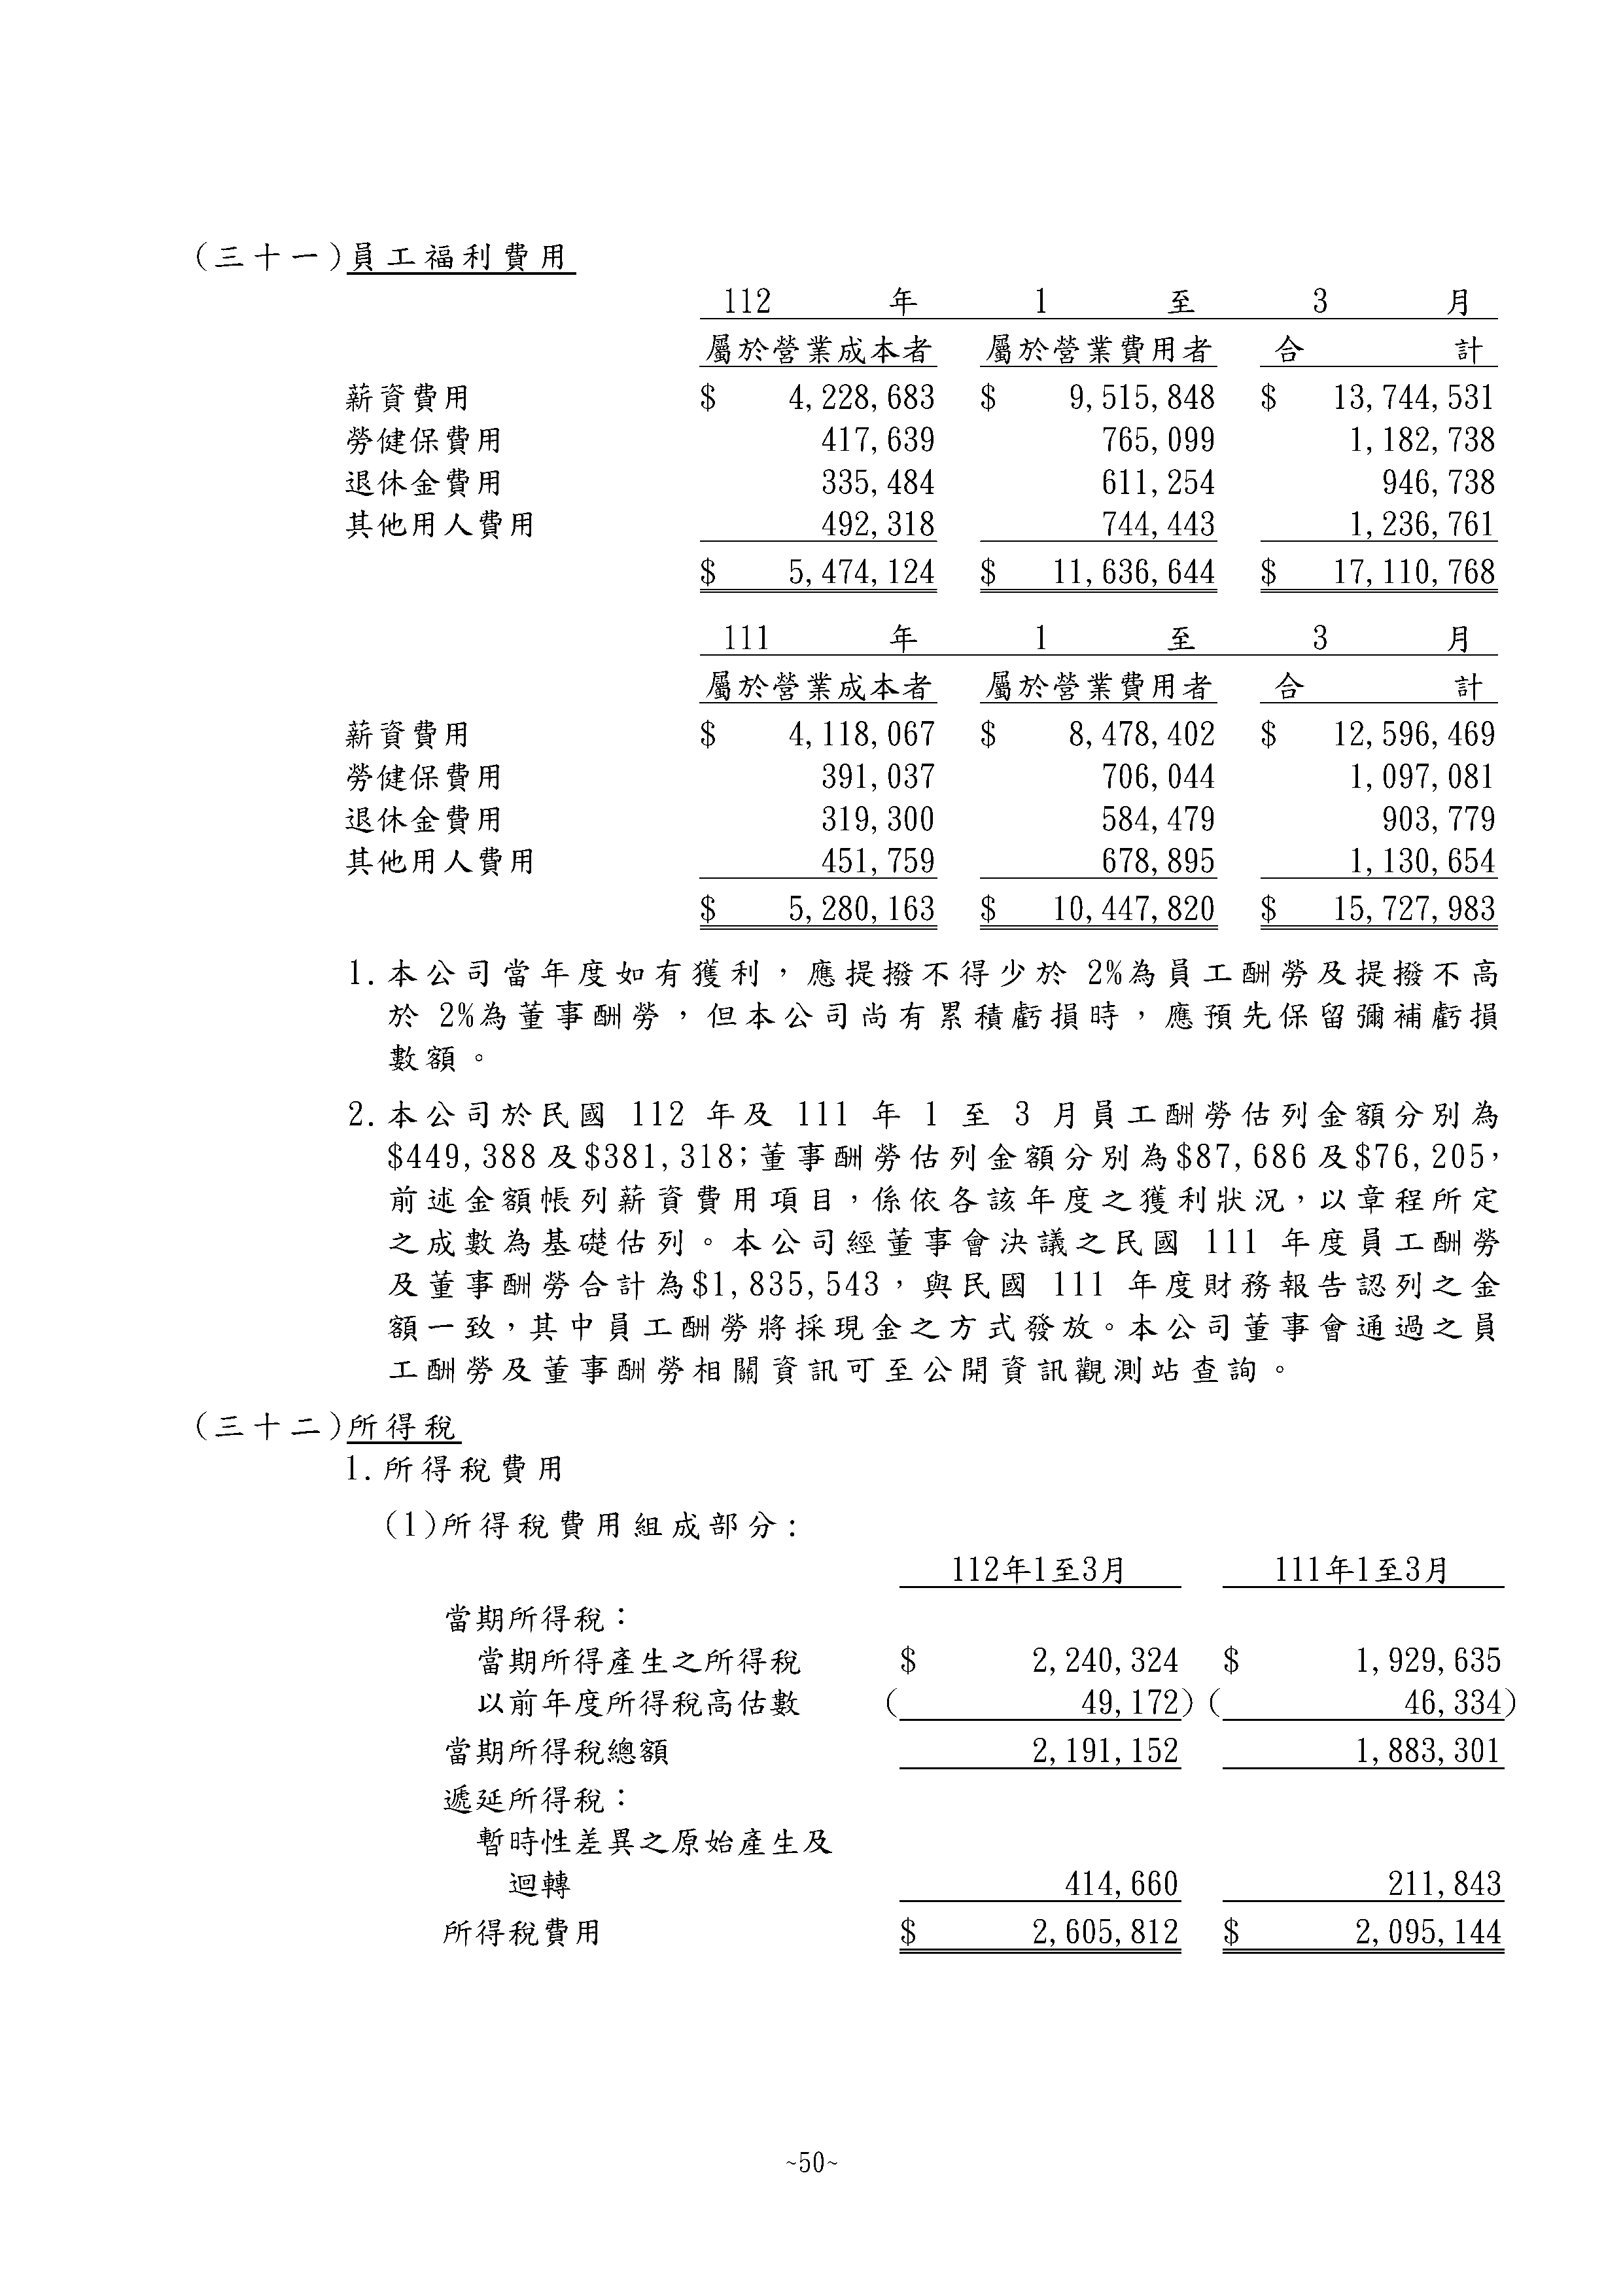 (三十一)員工福利費用
112 年 1 至 3 月
屬於營業成本者 屬於營業費用者 合 計
薪資費用 $ 4,228,683 $ 9,515,848 $ 13,744,531
勞健保費用 417,639 765,099 1,182,738
退休金費用 335,484 611,254 946,738
其他用人費用 492,318 744,443 1,236,761
$ 5,474,124 $ 11,636,644 $ 17,110,768
111 年 1 至 3 月
屬於營業成本者 屬於營業費用者 合 計
薪資費用 $ 4,118,067 $ 8,478,402 $ 12,596,469
勞健保費用 391,037 706,044 1,097,081
退休金費用 319,300 584,479 903,779
其他用人費用 451,759 678,895 1,130,654
$ 5,280,163 $ 10,447,820 $ 15,727,983
1.本公司當年度如有獲利，應提撥不得少於 2%為員工酬勞及提撥不高
於 2%為董事酬勞，但本公司尚有累積虧損時，應預先保留彌補虧損
數額。
2.本公司於民國 112 年及 111 年 1 至 3 月員工酬勞估列金額分別為
$449,388 及$381,318;董事酬勞估列金額分別為$87,686 及$76,205，
前述金額帳列薪資費用項目，係依各該年度之獲利狀況，以章程所定
之成數為基礎估列。本公司經董事會決議之民國 111 年度員工酬勞
及董事酬勞合計為$1,835,543，與民國 111 年度財務報告認列之金
額一致，其中員工酬勞將採現金之方式發放。本公司董事會通過之員
工酬勞及董事酬勞相關資訊可至公開資訊觀測站查詢。
(三十二)所得稅
1.所得稅費用
(1)所得稅費用組成部分:
112年1至3月 111年1至3月
當期所得稅：
當期所得產生之所得稅 $ 2,240,324 $ 1,929,635
以前年度所得稅高估數 ( 49,172) ( 46,334)
當期所得稅總額 2,191,152 1,883,301
遞延所得稅：
暫時性差異之原始產生及
迴轉 414,660 211,843
所得稅費用 $ 2,605,812 $ 2,095,144
~50~